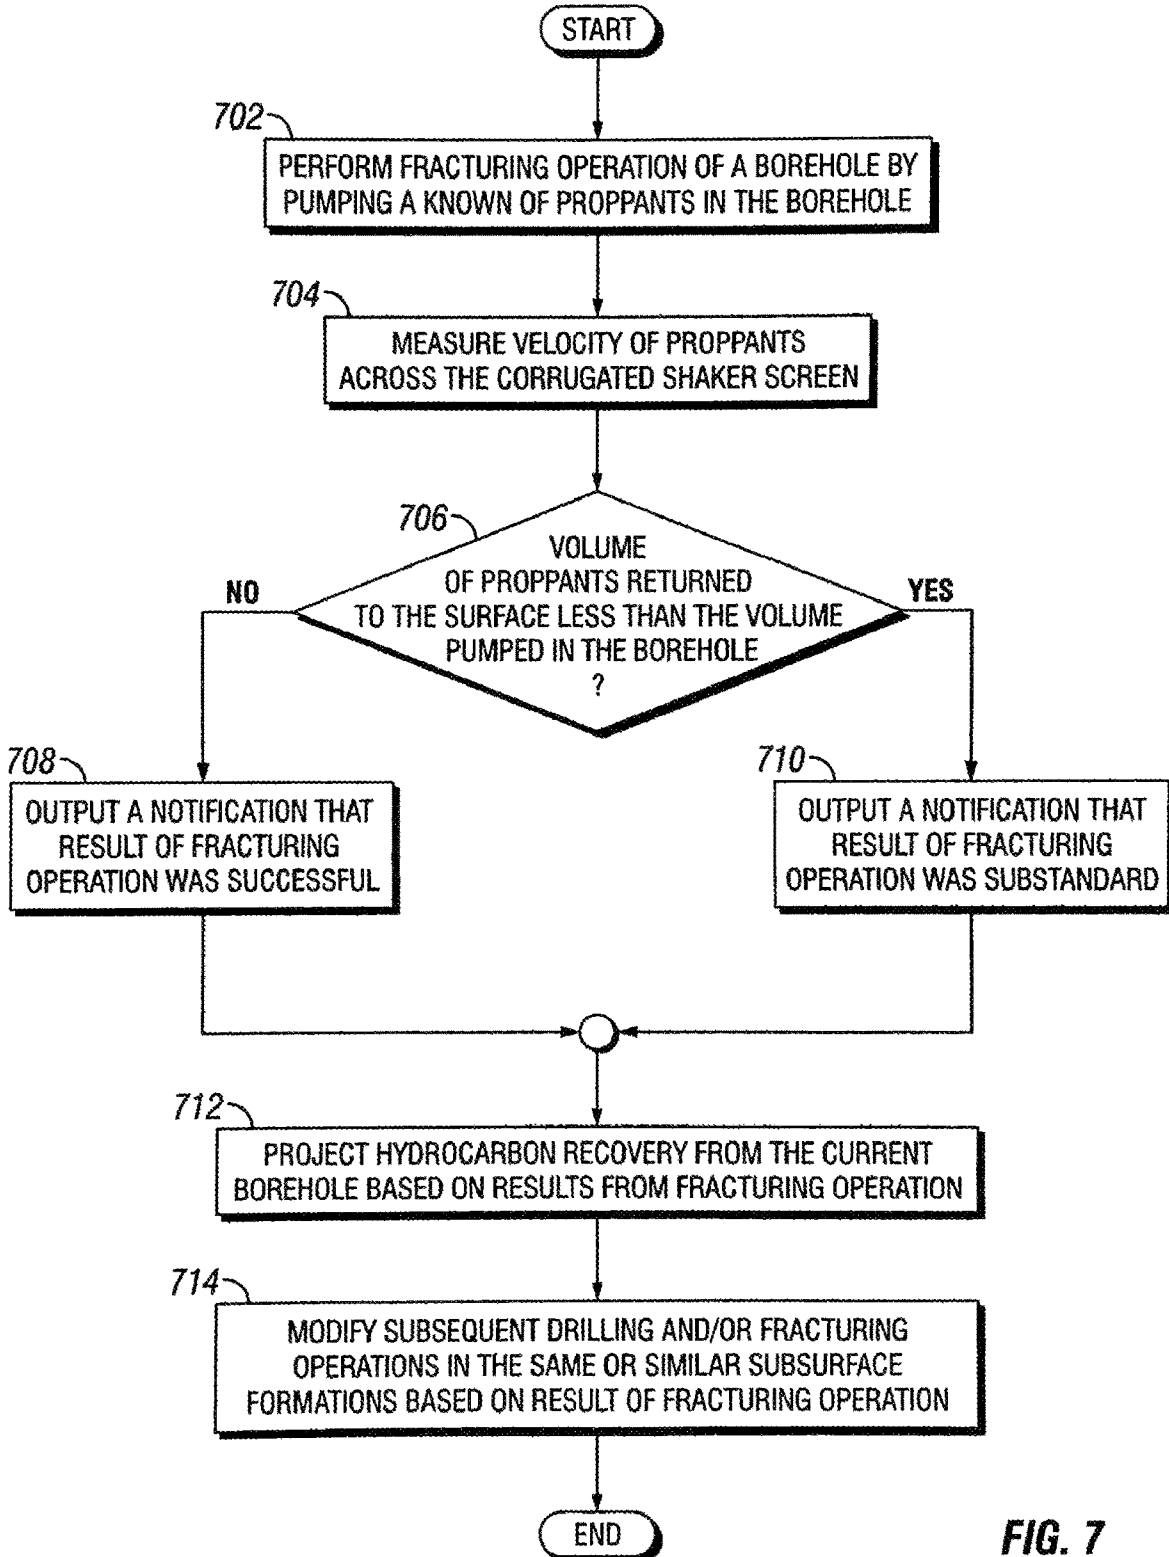 START
702
PERFORM FRACTURING OPERATION OF A BOREHOLE BY
PUMPING A KNOWN OF PROPPANTS IN THE BOREHOLE
704
MEASURE VELOCITY OF PROPPANTS
ACROSS THE CORRUGATED SHAKER SCREEN
706
VOLUME
OF PROPPANTS RETURNED
TO THE SURFACE LESS THAN THE VOLUME
PUMPED IN THE BOREHOLE
?
NO
YES
708
OUTPUT A NOTIFICATION THAT
RESULT OF FRACTURING
OPERATION WAS SUCCESSFUL
710
OUTPUT A NOTIFICATION THAT
RESULT OF FRACTURING
OPERATION WAS SUBSTANDARD
712
PROJECT HYDROCARBON RECOVERY FROM THE CURRENT
BOREHOLE BASED ON RESULTS FROM FRACTURING OPERATION
714
MODIFY SUBSEQUENT DRILLING AND/OR FRACTURING
OPERATIONS IN THE SAME OR SIMILAR SUBSURFACE
FORMATIONS BASED ON RESULT OF FRACTURING OPERATION
END
FIG. 7